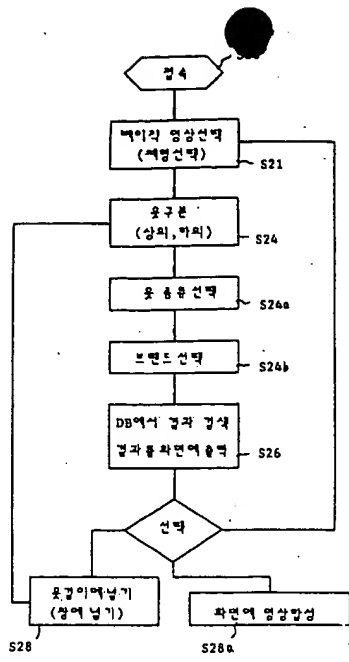 접속
베이직 영상선택
(체형선택)
S21
옷구분
(상의,하의)
S24
옷 종류 선택
S24a
브랜드 선택
S24b
DB에서 결과 검색
결과를 화면에 출력
S26
선택
옷걸이에 넣기
(창에 넣기)
S28
화면에 영상합성
S28a